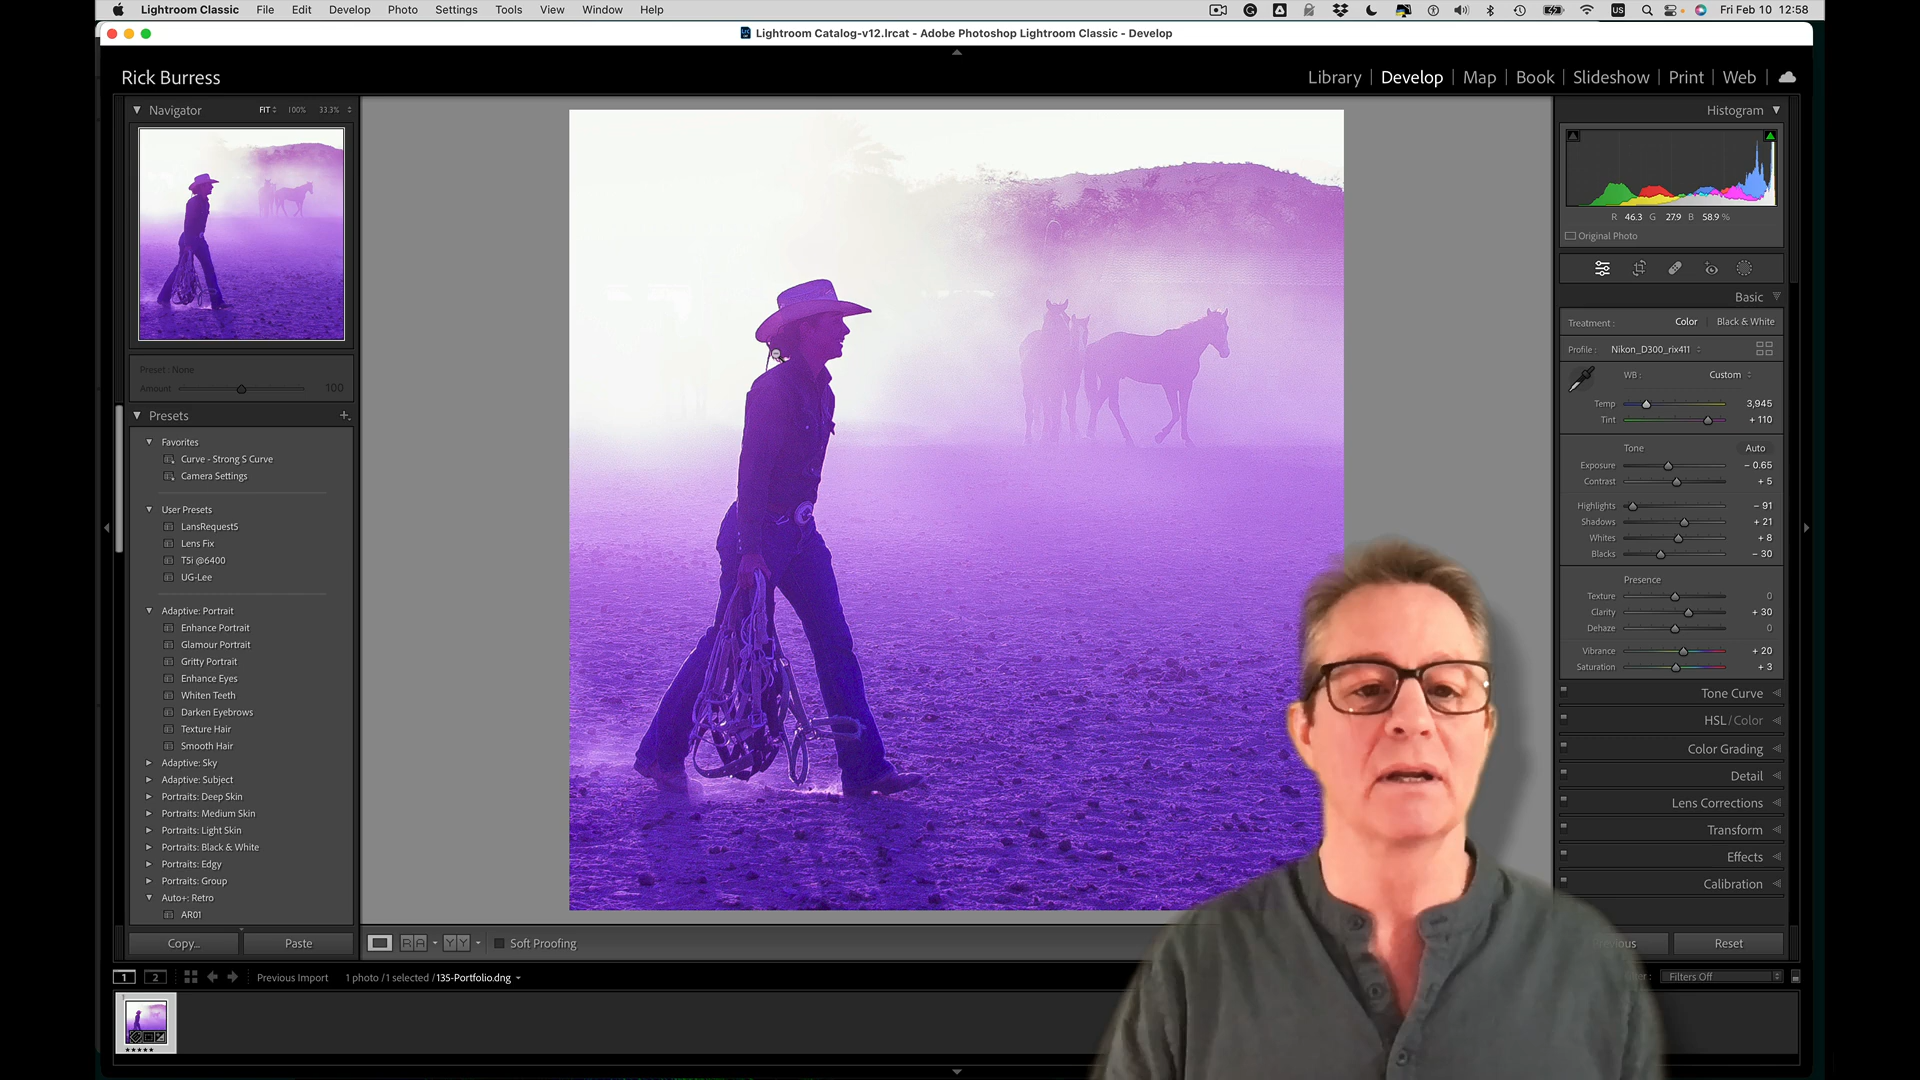 Lightroom Classic File Edit Develop Photo Settings Tools View Window Help US Fri Feb 10 12:58
Lightroom Catalog-v12.lrcat - Adobe Photoshop Lightroom Classic - Develop
Rick Burress
Library | Develop | Map | Book | Slideshow | Print | Web |
Navigator FIT 100% 33.3%
Preset: None
Amount 100
Presets +
Favorites
Curve - Strong S Curve
Camera Settings
User Presets
LansRequestS
Lens Fix
T5i @6400
UG-Lee
Adaptive: Portrait
Enhance Portrait
Glamour Portrait
Gritty Portrait
Enhance Eyes
Whiten Teeth
Darken Eyebrows
Texture Hair
Smooth Hair
Adaptive: Sky
Adaptive: Subject
Portraits: Deep Skin
Portraits: Medium Skin
Portraits: Light Skin
Portraits: Black & White
Portraits: Edgy
Portraits: Group
Auto+: Retro
AR01
Copy... Paste
Histogram
R 46.3 G 27.9 B 58.9 %
Original Photo
Basic
Treatment: Color | Black & White
Profile: Nikon_D300_rix411
WB: Custom
Temp 3,945
Tint + 110
Tone Auto
Exposure – 0.65
Contrast + 5
Highlights – 91
Shadows + 21
Whites + 8
Blacks – 30
Presence
Texture 0
Clarity + 30
Dehaze 0
Vibrance + 20
Saturation + 3
Tone Curve
HSL / Color
Color Grading
Detail
Lens Corrections
Transform
Effects
Calibration
Reset
R A Y Y Soft Proofing
1 2 Previous Import 1 photo / 1 selected / 135-Portfolio.dng
Filters Off